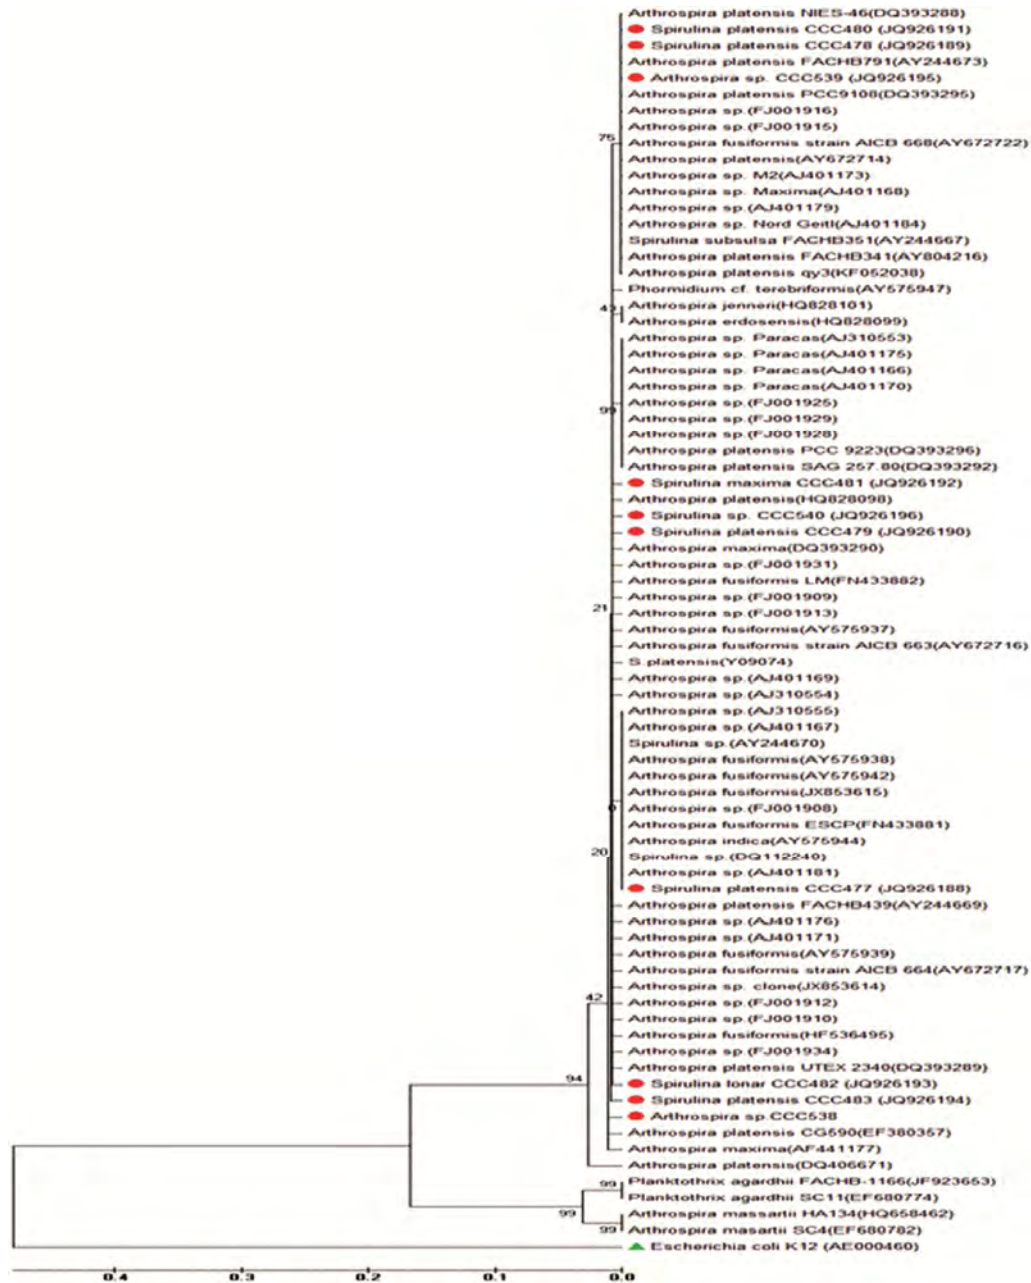 Arthrospira platensis NIES-46(DQ393288)
Spirulina platensis CCC480 (JQ926191)
Spirulina platensis CCC478 (JQ926189)
Arthrospira platensis FACHB791(AY244673)
Arthrospira sp. CCC539 (JQ926195)
Arthrospira platensis PCC9108(DQ393295)
Arthrospira sp.(FJ001916)
Arthrospira sp.(FJ001915)
75
Arthrospira fusiformis strain AICB 668(AY672722)
Arthrospira platensis(AY672714)
Arthrospira sp. M2(AJ401173)
Arthrospira sp. Maxima(AJ401168)
Arthrospira sp.(AJ401179)
Arthrospira sp. Nord Geitl(AJ401184)
Spirulina subsulsa FACHB351(AY244667)
Arthrospira platensis FACHB341(AY804216)
Arthrospira platensis qy3(KF052038)
Phormidium cf. terebriformis(AY575947)
Arthrospira jenneri(HQ828101)
Arthrospira erdosensis(HQ828099)
Arthrospira sp. Paracas(AJ310553)
Arthrospira sp. Paracas(AJ401175)
Arthrospira sp. Paracas(AJ401166)
Arthrospira sp. Paracas(AJ401170)
Arthrospira sp.(FJ001925)
99
Arthrospira sp.(FJ001929)
Arthrospira sp.(FJ001928)
Arthrospira platensis PCC 9223(DQ393296)
Arthrospira platensis SAG 257.80(DQ393292)
Spirulina maxima CCC481 (JQ926192)
Arthrospira platensis(HQ828098)
Spirulina sp. CCC540 (JQ926196)
Spirulina platensis CCC479 (JQ926190)
Arthrospira maxima(DQ393290)
Arthrospira sp.(FJ001931)
Arthrospira fusiformis LM(FN433882)
Arthrospira sp.(FJ001909)
21
Arthrospira sp.(FJ001913)
Arthrospira fusiformis(AY575937)
Arthrospira fusiformis strain AICB 663(AY672716)
S.platensis(Y09074)
Arthrospira sp.(AJ401169)
Arthrospira sp.(AJ310554)
Arthrospira sp.(AJ310555)
Arthrospira sp.(AJ401167)
Spirulina sp.(AY244670)
Arthrospira fusiformis(AY575938)
Arthrospira fusiformis(AY575942)
Arthrospira fusiformis(JX853615)
Arthrospira sp.(FJ001908)
Arthrospira fusiformis ESCP(FN433881)
Arthrospira indica(AY575944)
20
Spirulina sp.(DQ112240)
Arthrospira sp.(AJ401181)
Spirulina platensis CCC477 (JQ926188)
Arthrospira platensis FACHB439(AY244669)
Arthrospira sp.(AJ401176)
Arthrospira sp.(AJ401171)
Arthrospira fusiformis(AY575939)
Arthrospira fusiformis strain AICB 664(AY672717)
Arthrospira sp. clone(JX853614)
42
Arthrospira sp.(FJ001912)
Arthrospira sp.(FJ001910)
Arthrospira fusiformis(HF536495)
Arthrospira sp.(FJ001934)
Arthrospira platensis UTEX 2340(DQ393289)
94
Spirulina lonar CCC482 (JQ926193)
Spirulina platensis CCC483 (JQ926194)
Arthrospira sp.CCC538
Arthrospira platensis CG590(EF380357)
Arthrospira maxima(AF441177)
Arthrospira platensis(DQ406671)
99
Planktothrix agardhii FACHB-1166(JF923653)
Planktothrix agardhii SC11(EF680774)
99
Arthrospira massartii HA134(HQ658462)
99
Arthrospira masartii SC4(EF680782)
Escherichia coli K12 (AE000460)
0.4 0.3 0.2 0.1 0.0